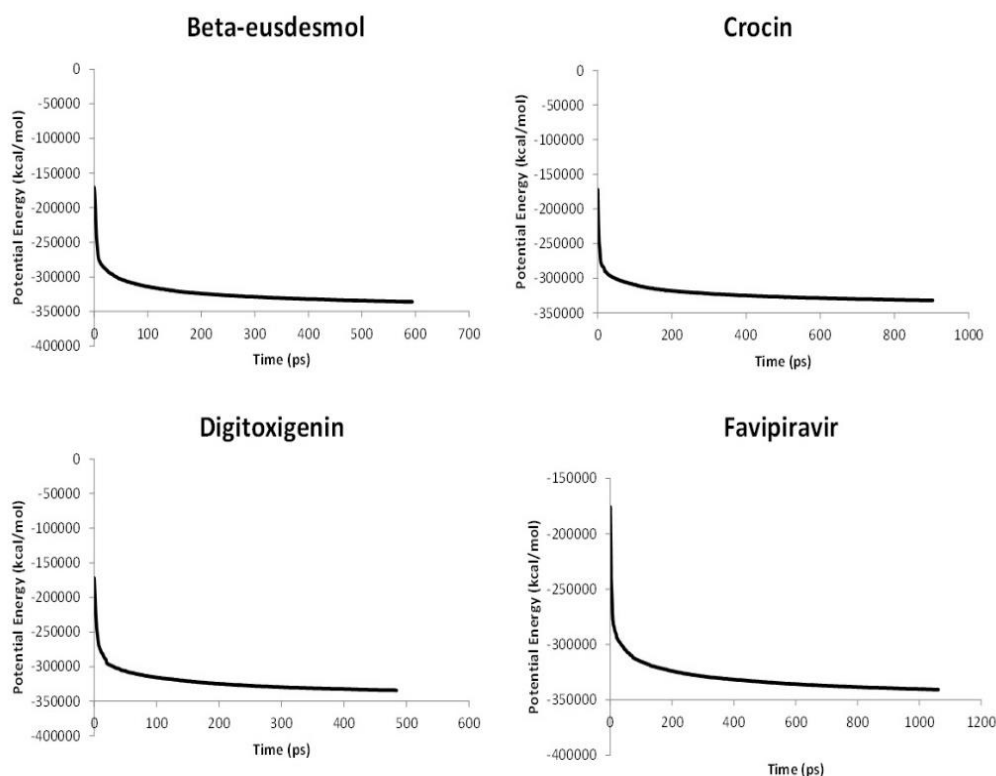 Beta-eusdesmol
Potential Energy (kcal/mol)
0
-50000
-100000
-150000
-200000
-250000
-300000
-350000
-400000
0 100 200 300 400 500 600 700
Time (ps)
Crocin
Potential Energy (kcal/mol)
0
-50000
-100000
-150000
-200000
-250000
-300000
-350000
0 200 400 600 800 1000
Time (ps)
Digitoxigenin
Potential Energy (kcal/mol)
0
-50000
-100000
-150000
-200000
-250000
-300000
-350000
-400000
0 100 200 300 400 500 600
Time (ps)
Favipiravir
Potential Energy (kcal/mol)
-150000
-200000
-250000
-300000
-350000
-400000
0 200 400 600 800 1000 1200
Time (ps)